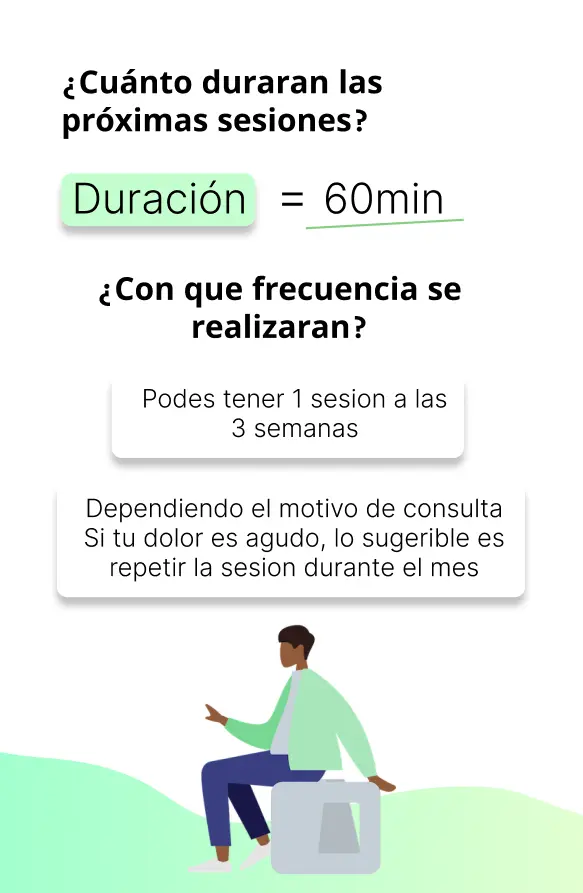 ¿Cuánto duraran las
próximas sesiones?
Duración = 60min
¿Con que frecuencia se
realizaran?
Podes tener 1 sesion a las
3 semanas
Dependiendo el motivo de consulta
Si tu dolor es agudo, lo sugerible es
repetir la sesion durante el mes